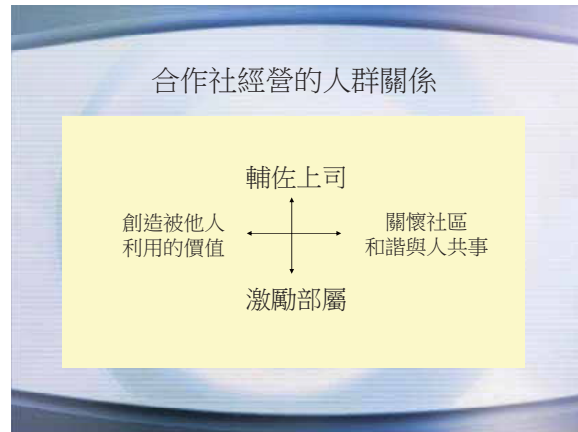 合作社經營的人群關係
輔佐上司
創造被他人
利用的價值
關懷社區
和諧與人共事
激勵部屬